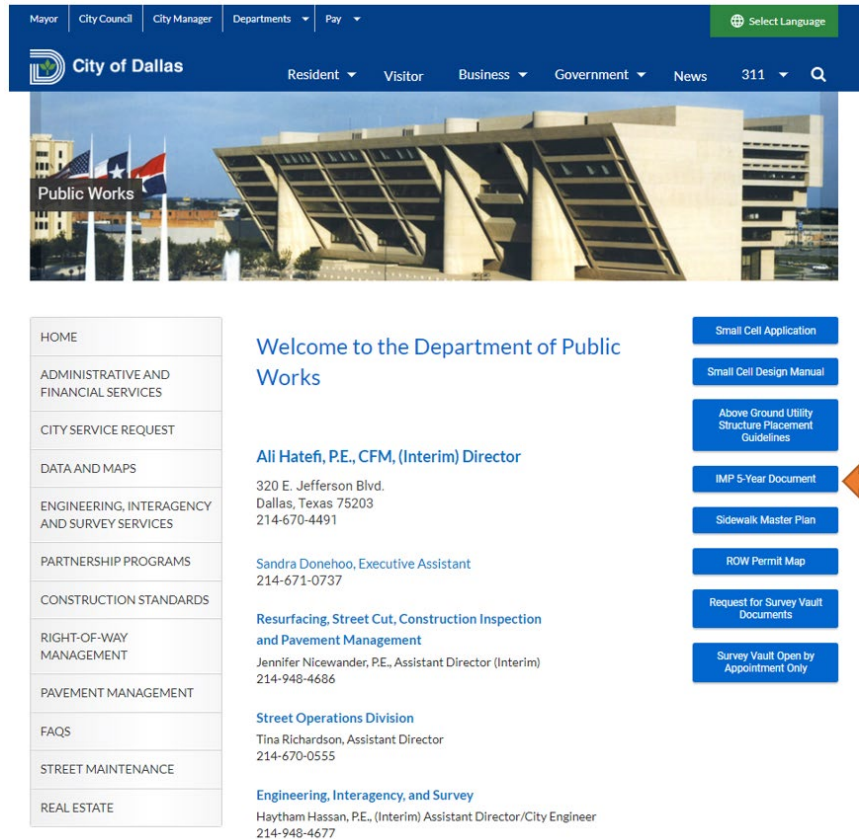 Mayor
City Council
City Manager
Departments
Pay
Select Language
City of Dallas
Resident
Visitor
Business
Government
News
311
Public Works
HOME
ADMINISTRATIVE AND
FINANCIAL SERVICES
CITY SERVICE REQUEST
DATA AND MAPS
ENGINEERING, INTERAGENCY
AND SURVEY SERVICES
PARTNERSHIP PROGRAMS
CONSTRUCTION STANDARDS
RIGHT-OF-WAY
MANAGEMENT
PAVEMENT MANAGEMENT
FAQS
STREET MAINTENANCE
REAL ESTATE
Welcome to the Department of Public
Works
Ali Hatefi, P.E., CFM, (Interim) Director
320 E. Jefferson Blvd.
Dallas, Texas 75203
214-670-4491
Sandra Donehoo, Executive Assistant
214-671-0737
Resurfacing, Street Cut, Construction Inspection
and Pavement Management
Jennifer Nicewander, P.E., Assistant Director (Interim)
214-948-4686
Street Operations Division
Tina Richardson, Assistant Director
214-670-0555
Engineering, Interagency, and Survey
Haytham Hassan, P.E., (Interim) Assistant Director/City Engineer
214-948-4677
Small Cell Application
Small Cell Design Manual
Above Ground Utility
Structure Placement
Guidelines
IMP 5-Year Document
Sidewalk Master Plan
ROW Permit Map
Request for Survey Vault
Documents
Survey Vault Open by
Appointment Only